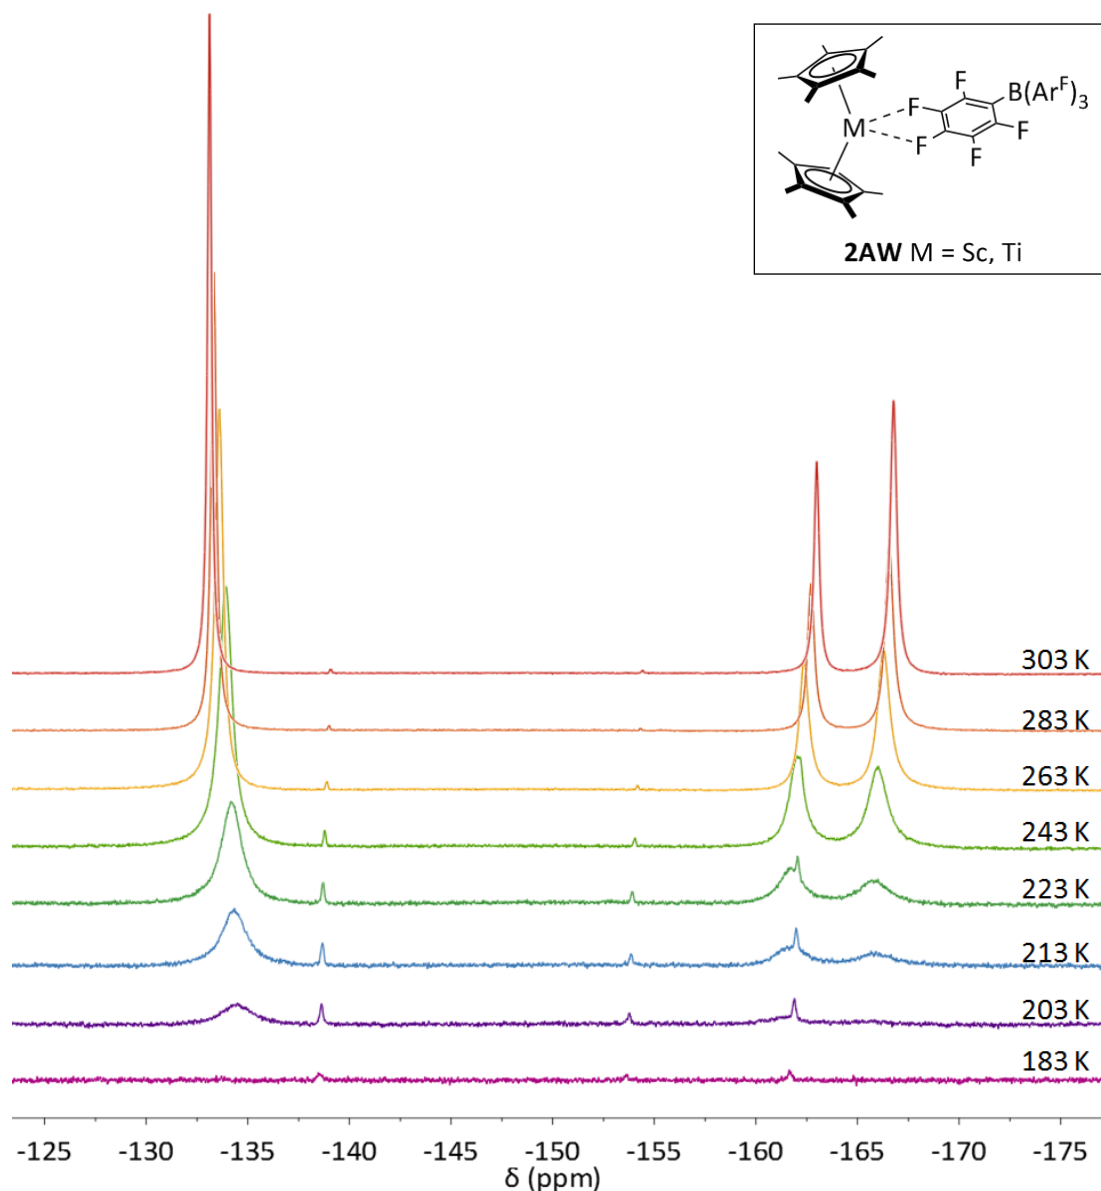 F
F
B(Ar^F)_3
M
F
F
F
2AW M = Sc, Ti
303 K
283 K
263 K
243 K
223 K
213 K
203 K
183 K
-125 -130 -135 -140 -145 -150 -155 -160 -165 -170 -175
δ (ppm)